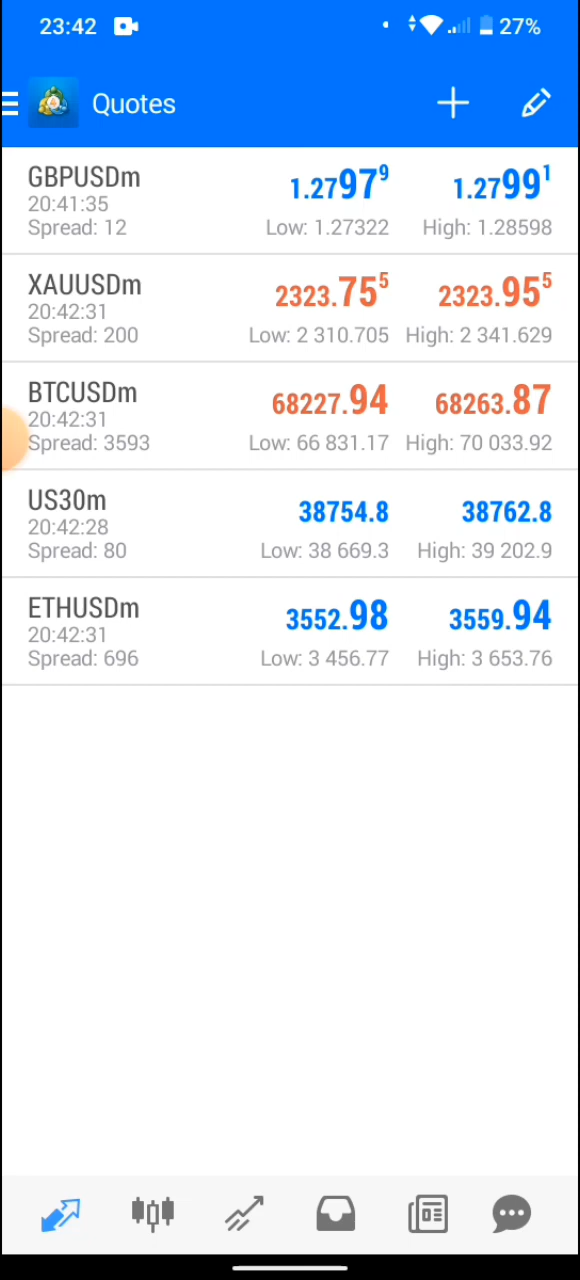 23:42 27%
Quotes
GBPUSDm 1.27979 1.27991
20:41:35
Spread: 12 Low: 1.27322 High: 1.28598
XAUUSDm 2323.755 2323.955
20:42:31
Spread: 200 Low: 2 310.705 High: 2 341.629
BTCUSDm 68227.94 68263.87
20:42:31
Spread: 3593 Low: 66 831.17 High: 70 033.92
US30m 38754.8 38762.8
20:42:28
Spread: 80 Low: 38 669.3 High: 39 202.9
ETHUSDm 3552.98 3559.94
20:42:31
Spread: 696 Low: 3 456.77 High: 3 653.76